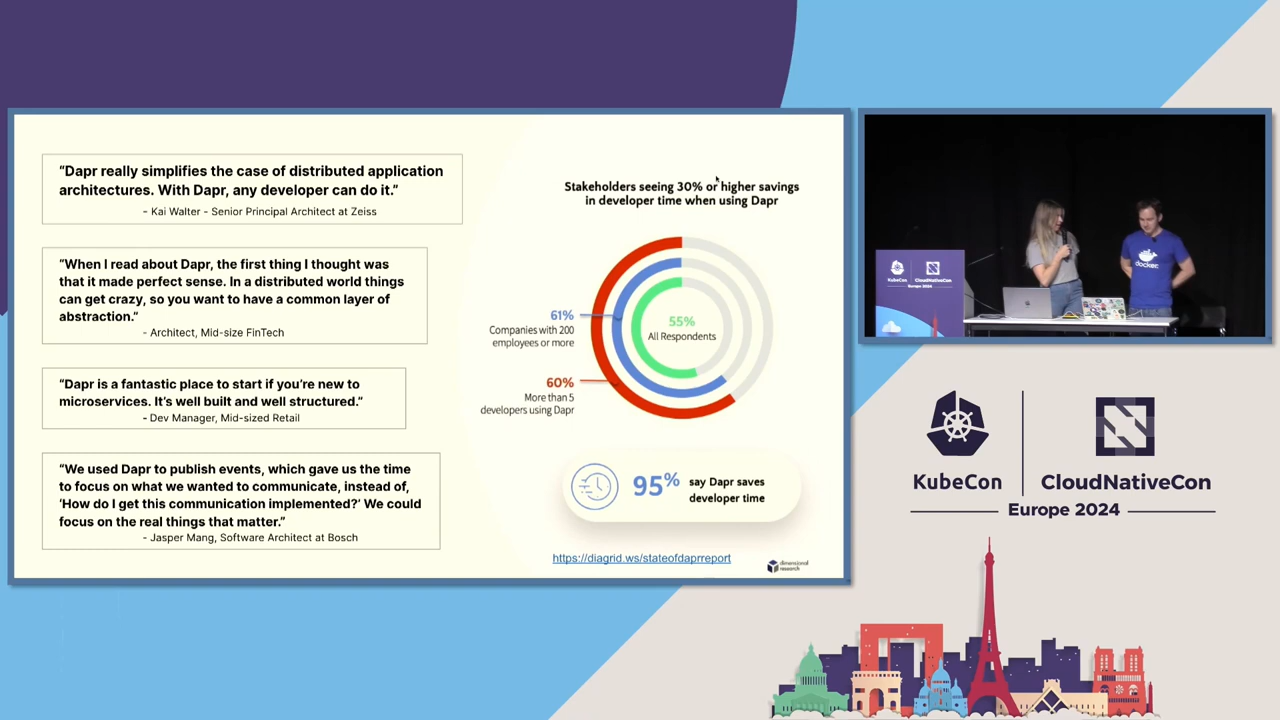 “Dapr really simplifies the case of distributed application
architectures. With Dapr, any developer can do it.”
- Kai Walter - Senior Principal Architect at Zeiss
“When I read about Dapr, the first thing I thought was
that it made perfect sense. In a distributed world things
can get crazy, so you want to have a common layer of
abstraction.”
- Architect, Mid-size FinTech
“Dapr is a fantastic place to start if you’re new to
microservices. It’s well built and well structured.”
- Dev Manager, Mid-sized Retail
“We used Dapr to publish events, which gave us the time
to focus on what we wanted to communicate, instead of,
‘How do I get this communication implemented?’ We could
focus on the real things that matter.”
- Jasper Mang, Software Architect at Bosch
Stakeholders seeing 30% or higher savings
in developer time when using Dapr
61%
Companies with 200
employees or more
55%
All Respondents
60%
More than 5
developers using Dapr
95%
say Dapr saves
developer time
https://diagrid.ws/stateofdaprreport
dimensional
research
KubeCon
CloudNativeCon
Europe 2024
docker
KubeCon
CloudNativeCon
Europe 2024